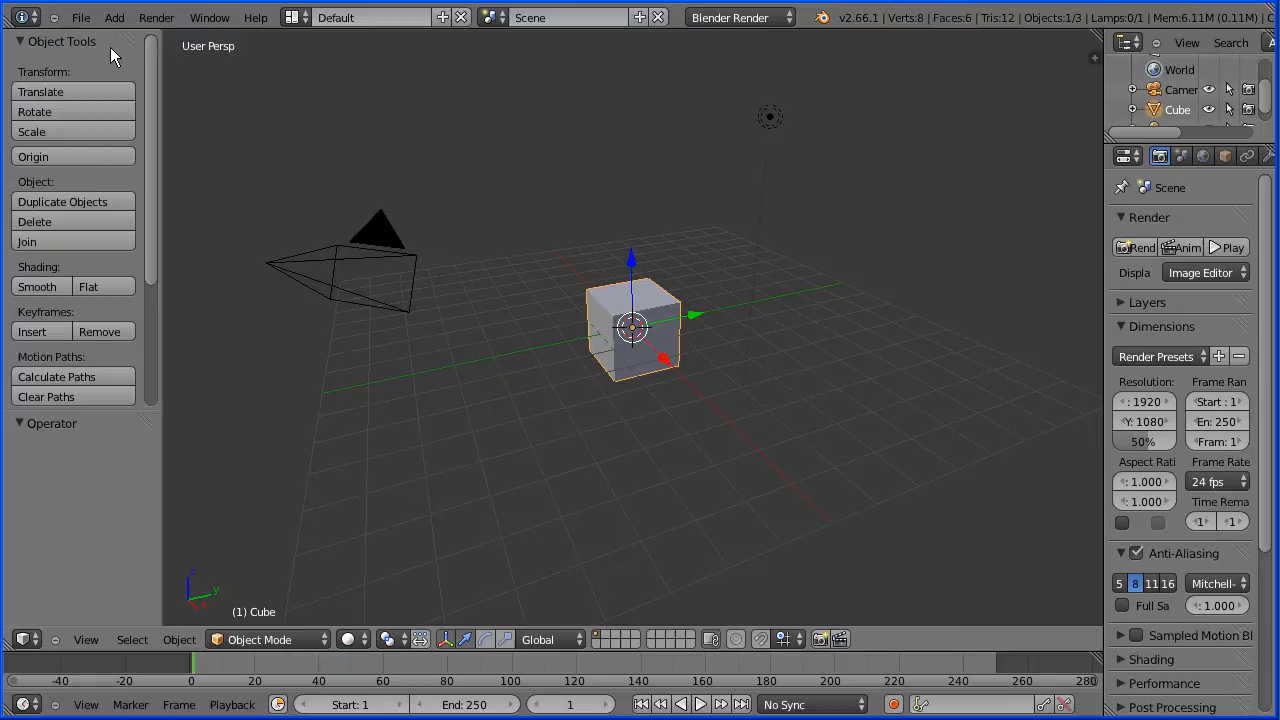 File Add Render Window Help Default Scene Blender Render v2.66.1 | Verts:8 | Faces:6 | Tris:12 | Objects:1/3 | Lamps:0/1 | Mem:6.11M (0.11M) | C
Object Tools
Transform:
Translate
Rotate
Scale
Origin
Object:
Duplicate Objects
Delete
Join
Shading:
Smooth Flat
Keyframes:
Insert Remove
Motion Paths:
Calculate Paths
Clear Paths
Operator
User Persp
z
y
x
(1) Cube
View Search A
World
Camer
Cube
Scene
Render
Rend Anim Play
Displa Image Editor
Layers
Dimensions
Render Presets
Resolution: Frame Ran
: 1920 Start : 1
Y: 1080 En: 250
50% Fram: 1
Aspect Rati Frame Rate
: 1.000 24 fps
: 1.000 Time Rema
: 1 : 1
Anti-Aliasing
5 8 11 16 Mitchell-
Full Sa : 1.000
Sampled Motion Bl
Shading
Performance
Post Processing
View Select Object Object Mode Global
-40 -20 0 20 40 60 80 100 120 140 160 180 200 220 240 260 280
View Marker Frame Playback Start: 1 End: 250 1 No Sync